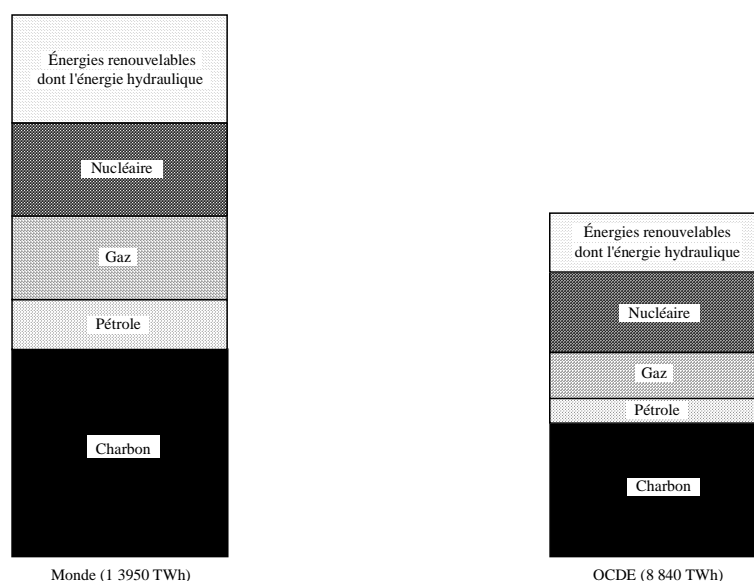 Énergies renouvelables
dont l'énergie hydraulique
Nucléaire
Gaz
Pétrole
Charbon
Monde (1 3950 TWh)
Énergies renouvelables
dont l'énergie hydraulique
Nucléaire
Gaz
Pétrole
Charbon
OCDE (8 840 TWh)